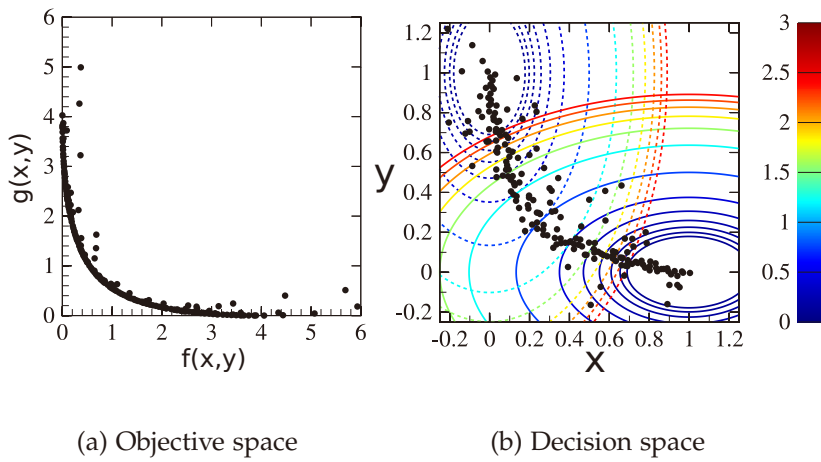 6
5
4
3
2
1
0
g(x,y)
0 1 2 3 4 5 6
f(x,y)
1.2
1
0.8
0.6
0.4
0.2
0
-0.2
y
-0.2 0 0.2 0.4 0.6 0.8 1 1.2
x
3
2.5
2
1.5
1
0.5
0
(a) Objective space
(b) Decision space